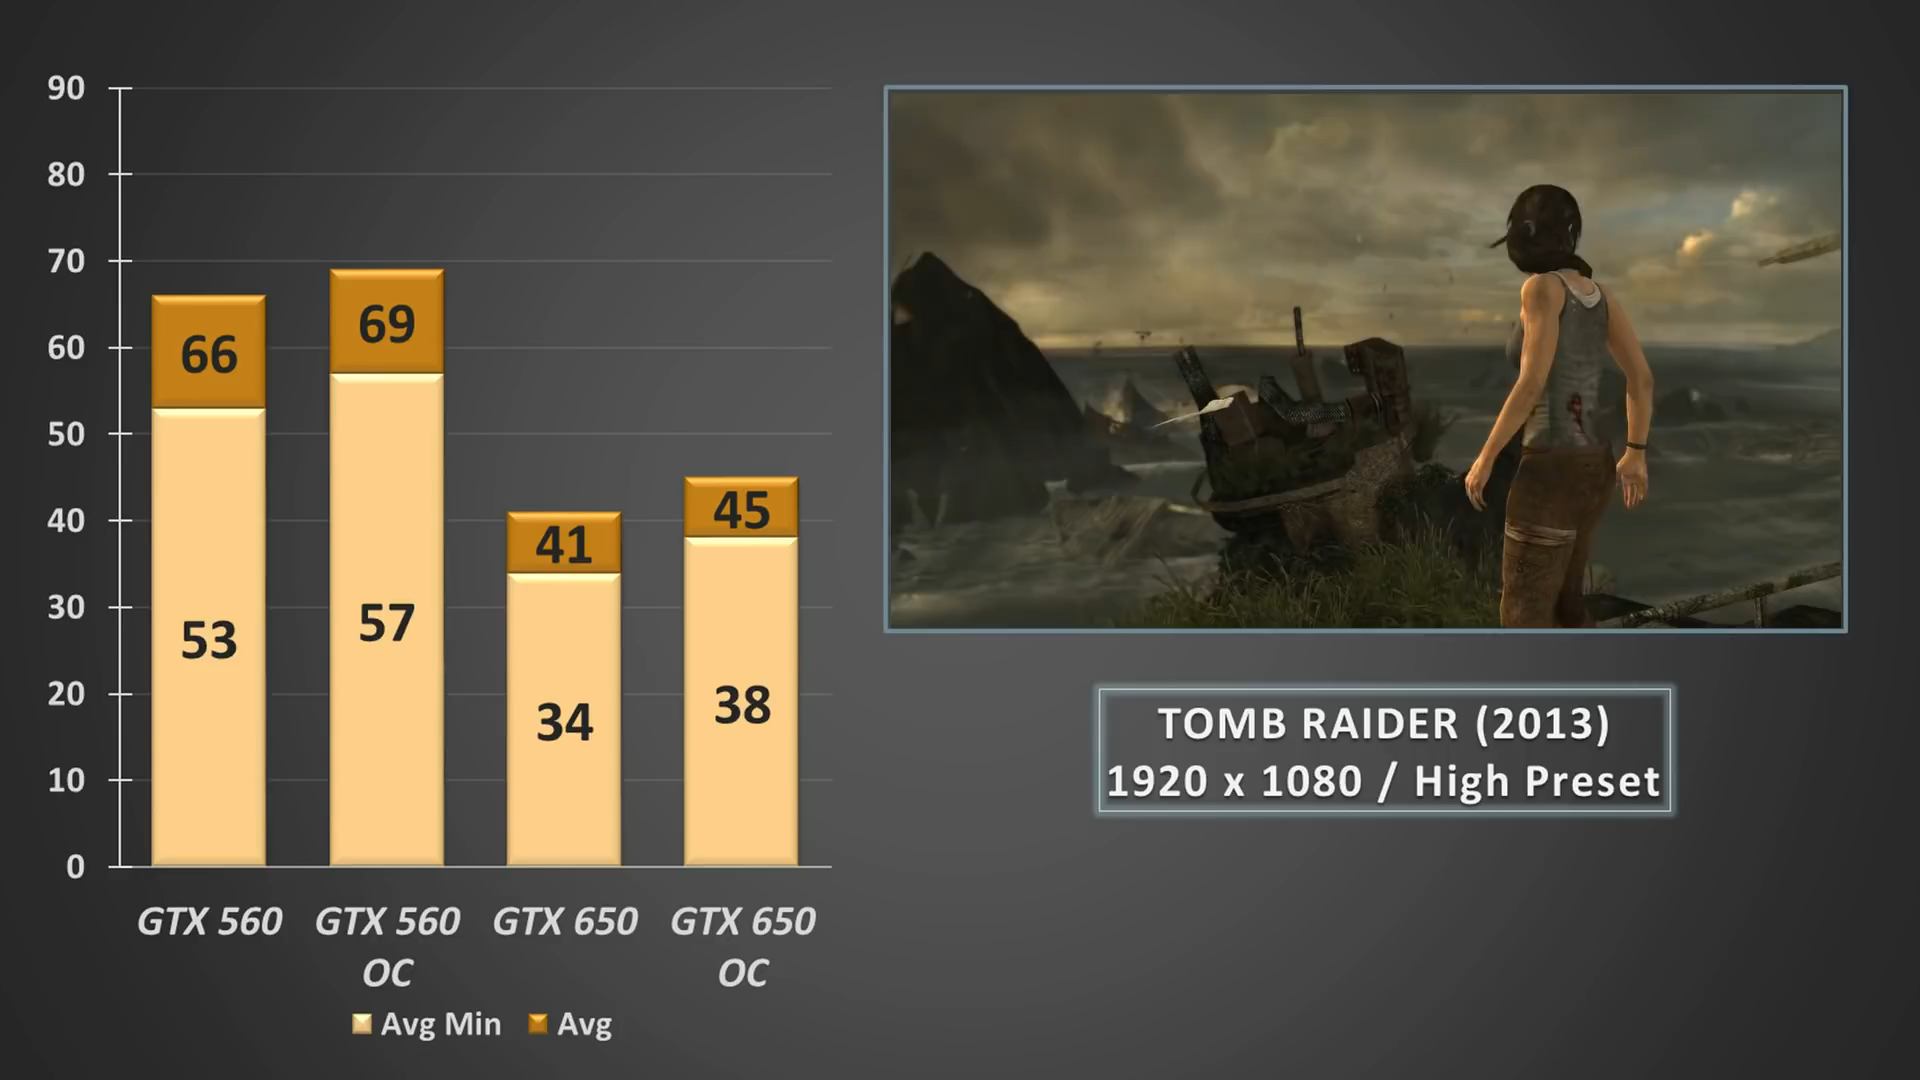 90
80
70
60
50
40
30
20
10
0
66
69
41
45
53
57
34
38
GTX 560
GTX 560
OC
GTX 650
GTX 650
OC
Avg Min
Avg
TOMB RAIDER (2013)
1920 x 1080 / High Preset